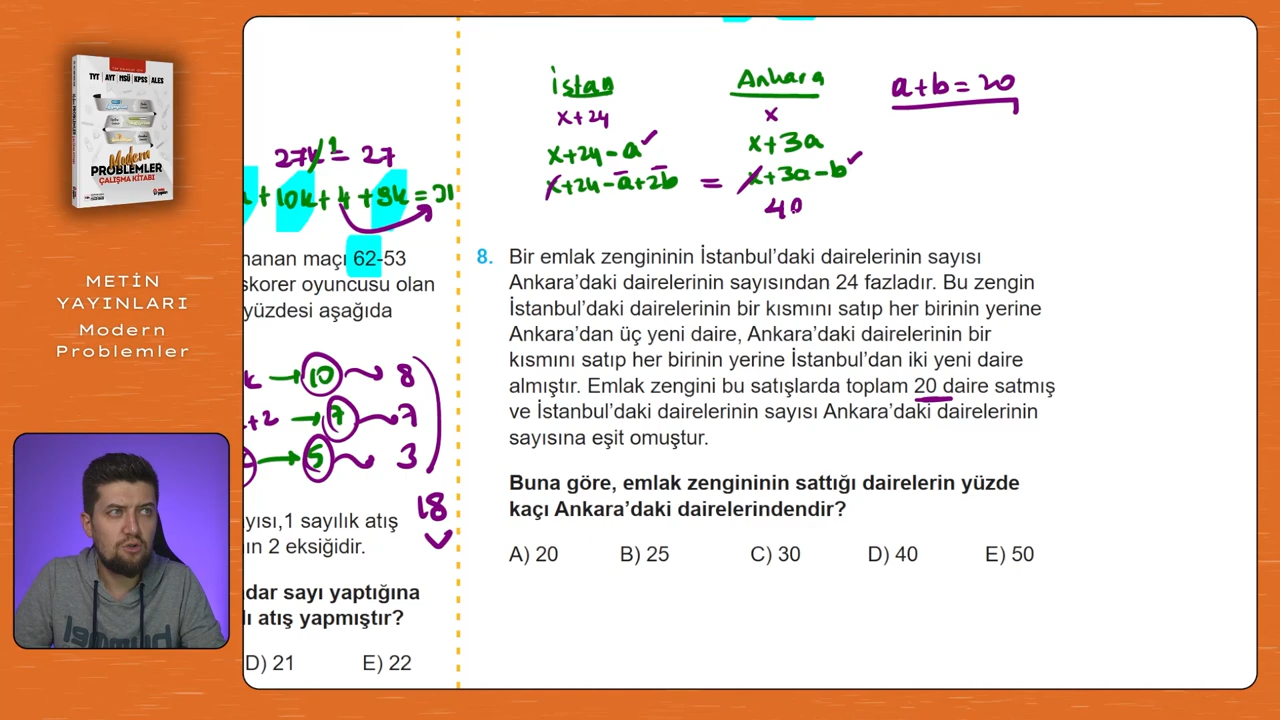 TYT | AYT | MSÜ | KPSS | ALES
Modern
PROBLEMLER
ÇALIŞMA KİTABI
METİN
YAYINLARI
Modern
Problemler
27k = 27
1
+10k+4+9k=31
nanan maçı 62-53
skorer oyuncusu olan
yüzdesi aşağıda
k → 10 8
+2 → 7 7
→ 5 3
18
ayısı,1 sayılık atış
ın 2 eksiğidir.
dar sayı yaptığına
lı atış yapmıştır?
D) 21 E) 22
İstan Ankara a+b=20
x+24 x
x+24-a x+3a
x+24-a+2b = x+3a-b
40
8. Bir emlak zengininin İstanbul'daki dairelerinin sayısı
Ankara'daki dairelerinin sayısından 24 fazladır. Bu zengin
İstanbul'daki dairelerinin bir kısmını satıp her birinin yerine
Ankara'dan üç yeni daire, Ankara'daki dairelerinin bir
kısmını satıp her birinin yerine İstanbul'dan iki yeni daire
almıştır. Emlak zengini bu satışlarda toplam 20 daire satmış
ve İstanbul'daki dairelerinin sayısı Ankara'daki dairelerinin
sayısına eşit omuştur.
Buna göre, emlak zengininin sattığı dairelerin yüzde
kaçı Ankara'daki dairelerindendir?
A) 20 B) 25 C) 30 D) 40 E) 50